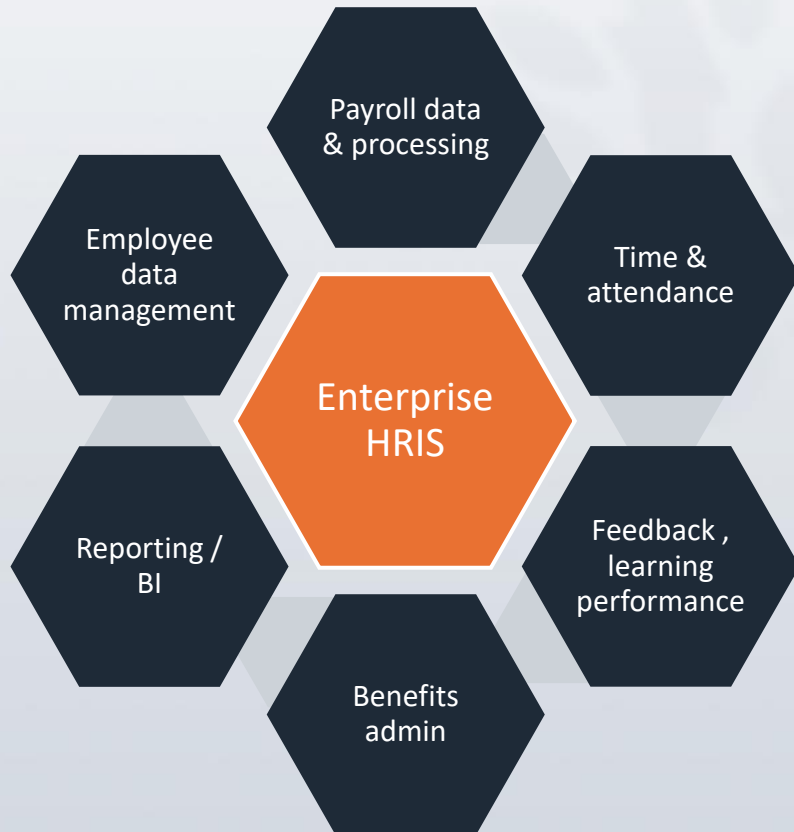 Payroll data
& processing
Employee
data
management
Time &
attendance
Enterprise
HRIS
Reporting /
BI
Feedback ,
learning
performance
Benefits
admin